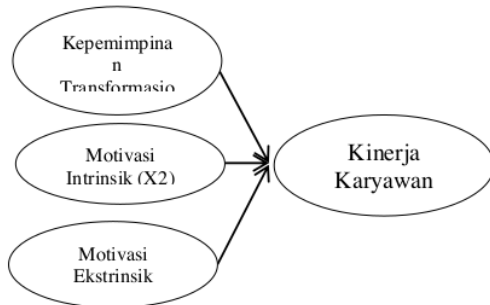 Kepemimpina
n
Transformasio
Motivasi
Intrinsik (X2)
Motivasi
Ekstrinsik
Kinerja
Karyawan